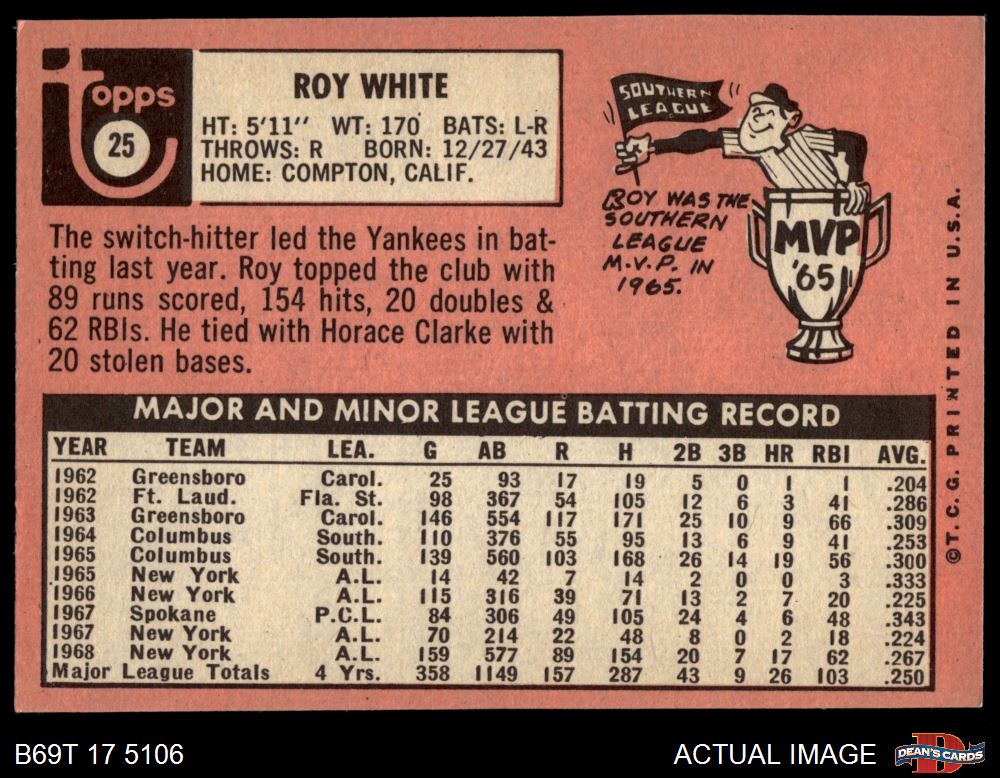 Topps
25
ROY WHITE
HT: 5'11" WT: 170 BATS: L-R
THROWS: R BORN: 12/27/43
HOME: COMPTON, CALIF.
The switch-hitter led the Yankees in bat-
ting last year. Roy topped the club with
89 runs scored, 154 hits, 20 doubles &
62 RBIs. He tied with Horace Clarke with
20 stolen bases.
SOUTHERN
LEAGUE
ROY WAS THE
SOUTHERN
LEAGUE
M.V.P. IN
1965.
MVP
'65
MAJOR AND MINOR LEAGUE BATTING RECORD
YEAR TEAM LEA. G AB R H 2B 3B HR RBI AVG.
1962 Greensboro Carol. 25 93 17 19 5 0 1 1 .204
1962 Ft. Laud. Fla. St. 98 367 54 105 12 6 3 41 .286
1963 Greensboro Carol. 146 554 117 171 25 10 9 66 .309
1964 Columbus South. 110 376 55 95 13 6 9 41 .253
1965 Columbus South. 139 560 103 168 26 14 19 56 .300
1965 New York A.L. 14 42 7 14 2 0 0 3 .333
1966 New York A.L. 115 316 39 71 13 2 7 20 .225
1967 Spokane P.C.L. 84 306 49 105 24 4 6 48 .343
1967 New York A.L. 70 214 22 48 8 0 2 18 .224
1968 New York A.L. 159 577 89 154 20 7 17 62 .267
Major League Totals 4 Yrs. 358 1149 157 287 43 9 26 103 .250
©T.C.G. PRINTED IN U.S.A.
B69T 17 5106
ACTUAL IMAGE
DEAN'S CARDS